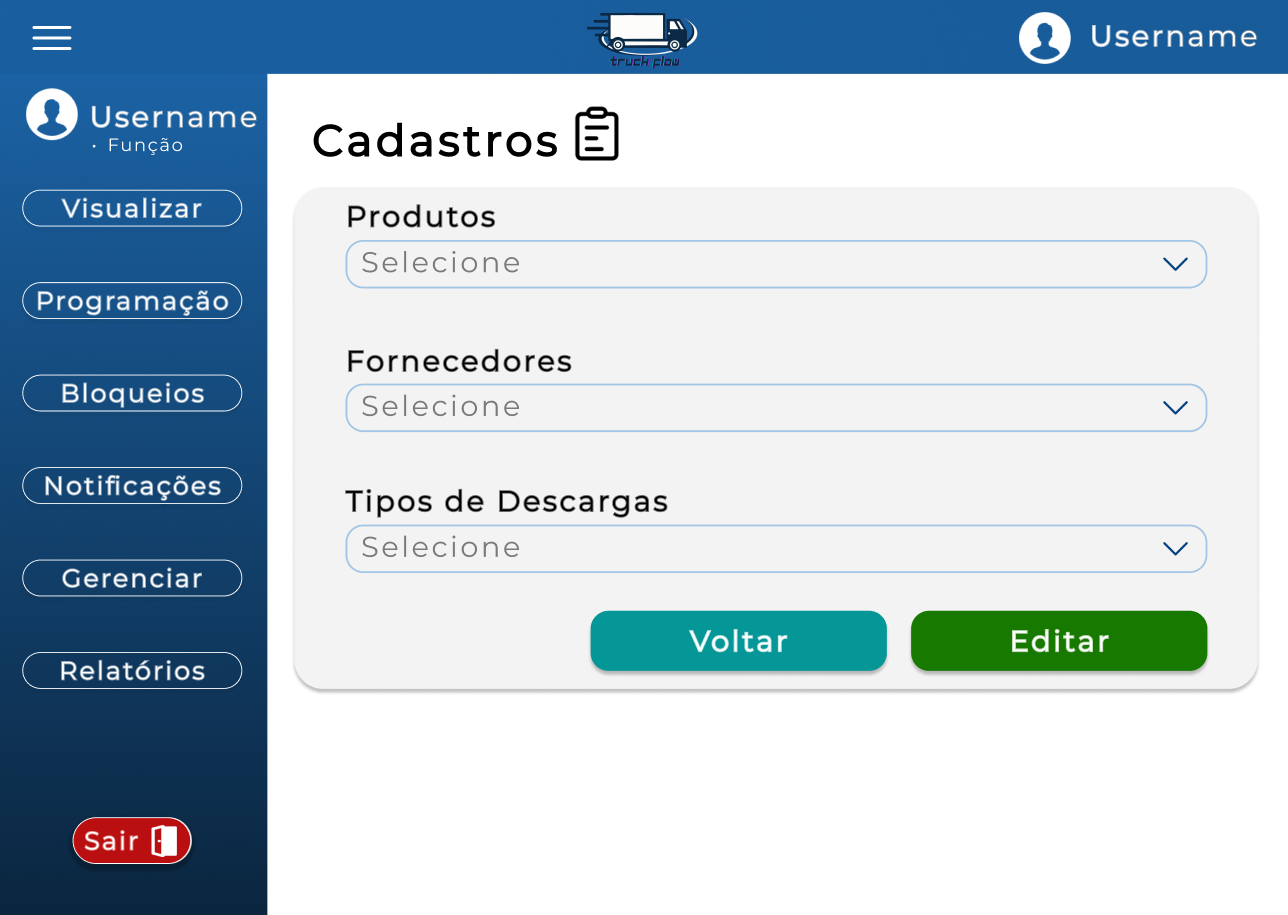 truck flow
Username
Username
• Função
Visualizar
Programação
Bloqueios
Notificações
Gerenciar
Relatórios
Sair
Cadastros
Produtos
Selecione
Fornecedores
Selecione
Tipos de Descargas
Selecione
Voltar
Editar